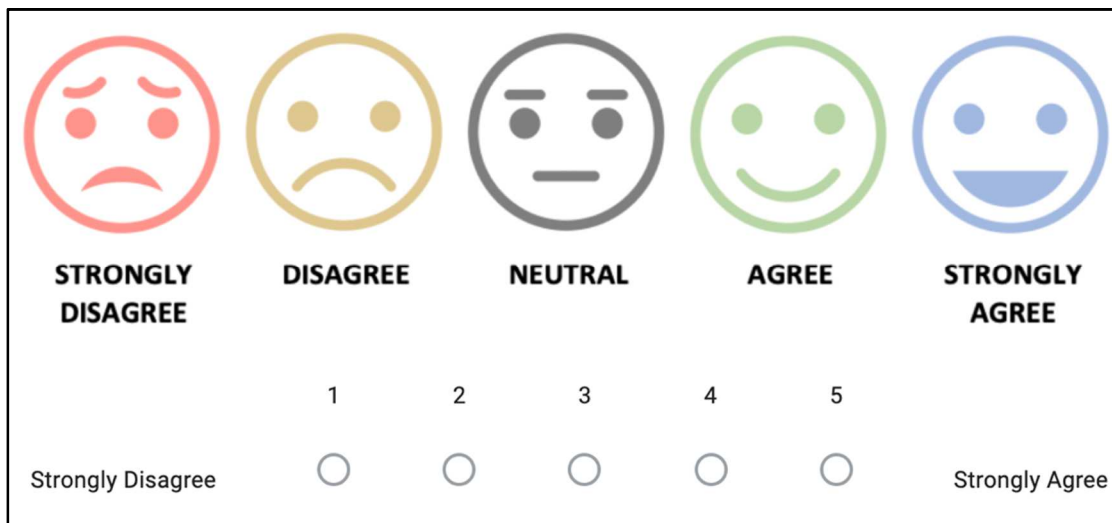 STRONGLY DISAGREE
DISAGREE
NEUTRAL
AGREE
STRONGLY AGREE
1 2 3 4 5
Strongly Disagree
Strongly Agree